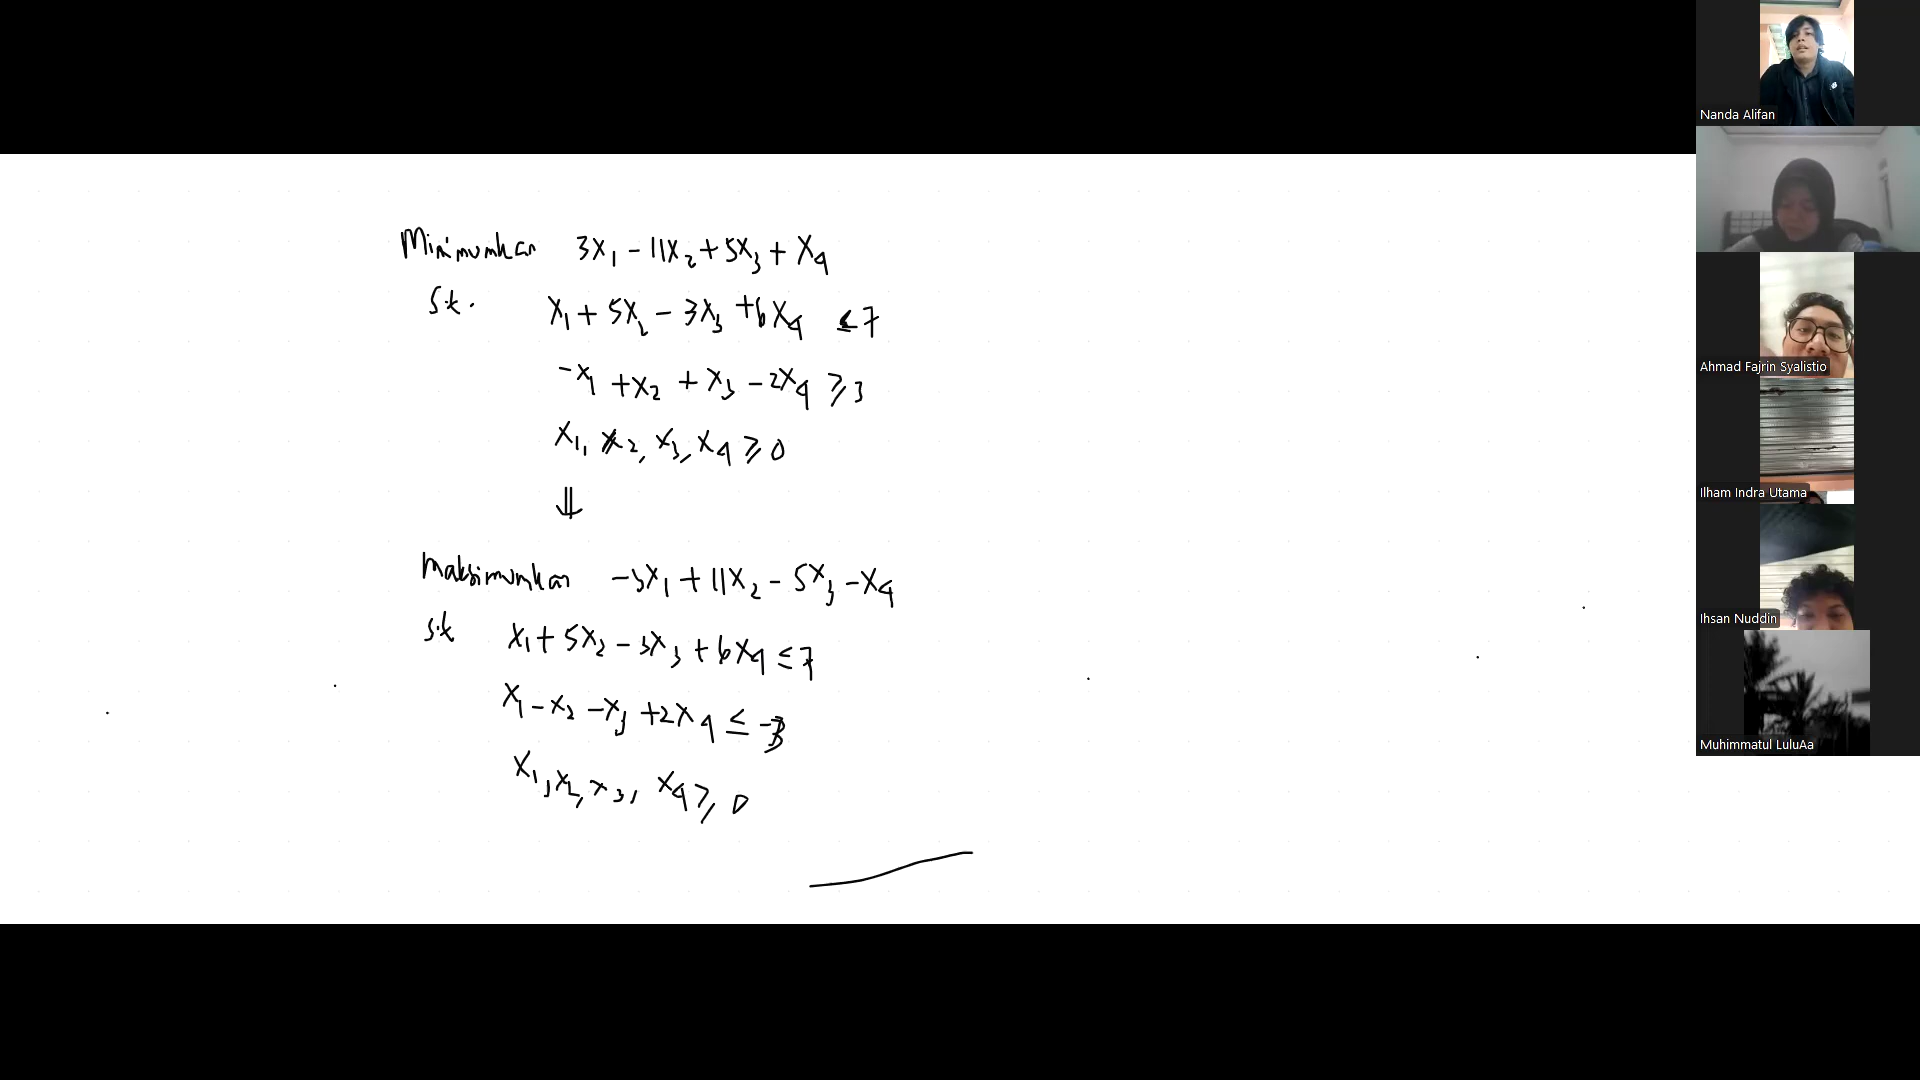 Minimumkan 3x₁ - 11x₂ + 5x₃ + x₄
s.t. x₁ + 5x₂ - 3x₃ + 6x₄ ≤ 7
-x₁ + x₂ + x₃ - 2x₄ ≥ 3
x₁, x₂, x₃, x₄ ≥ 0
⇓
Maksimumkan -3x₁ + 11x₂ - 5x₃ - x₄
s.t x₁ + 5x₂ - 3x₃ + 6x₄ ≤ 7
x₁ - x₂ - x₃ + 2x₄ ≤ -3
x₁, x₂, x₃, x₄ ≥ 0
Nanda Alifan
Ahmad Fajrin Syalistio
Ilham Indra Utama
Ihsan Nuddin
Muhimmatul LuluAa